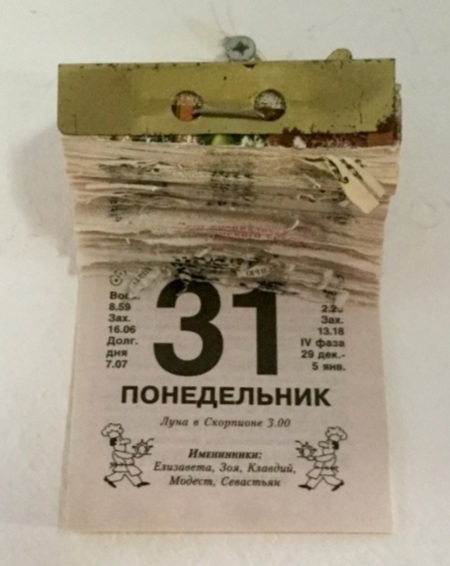 8.59
Зах.
16.06
Долг.
дня
7.07
31
Зах.
13.18
IV фаза
29 дек.-
5 янв.
ПОНЕДЕЛЬНИК
Луна в Скорпионе 3.00
Именинники:
Елизавета, Зоя, Клавдий,
Модест, Севастьян